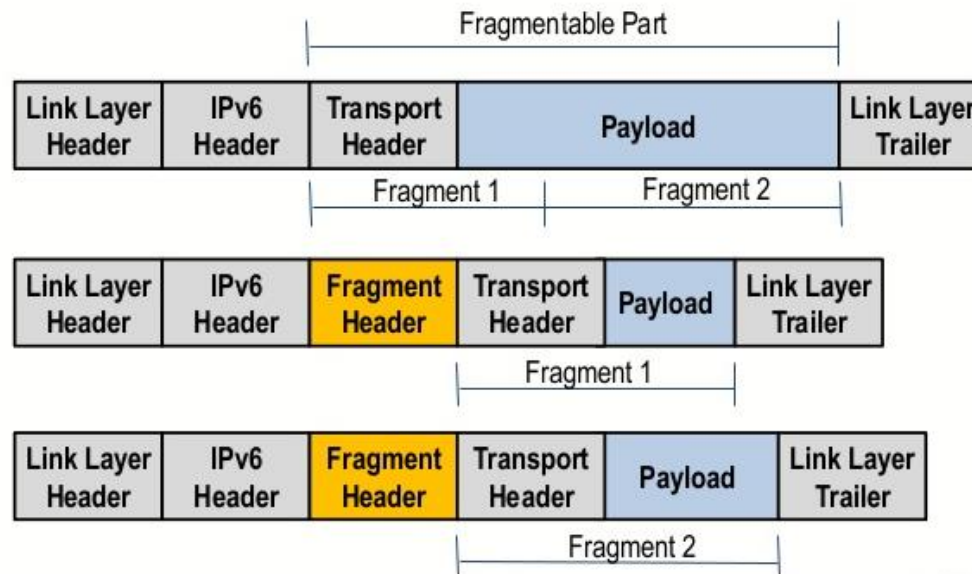 Fragmentable Part
Link Layer Header
IPv6 Header
Transport Header
Payload
Link Layer Trailer
Fragment 1
Fragment 2
Link Layer Header
IPv6 Header
Fragment Header
Transport Header
Payload
Link Layer Trailer
Fragment 1
Link Layer Header
IPv6 Header
Fragment Header
Transport Header
Payload
Link Layer Trailer
Fragment 2